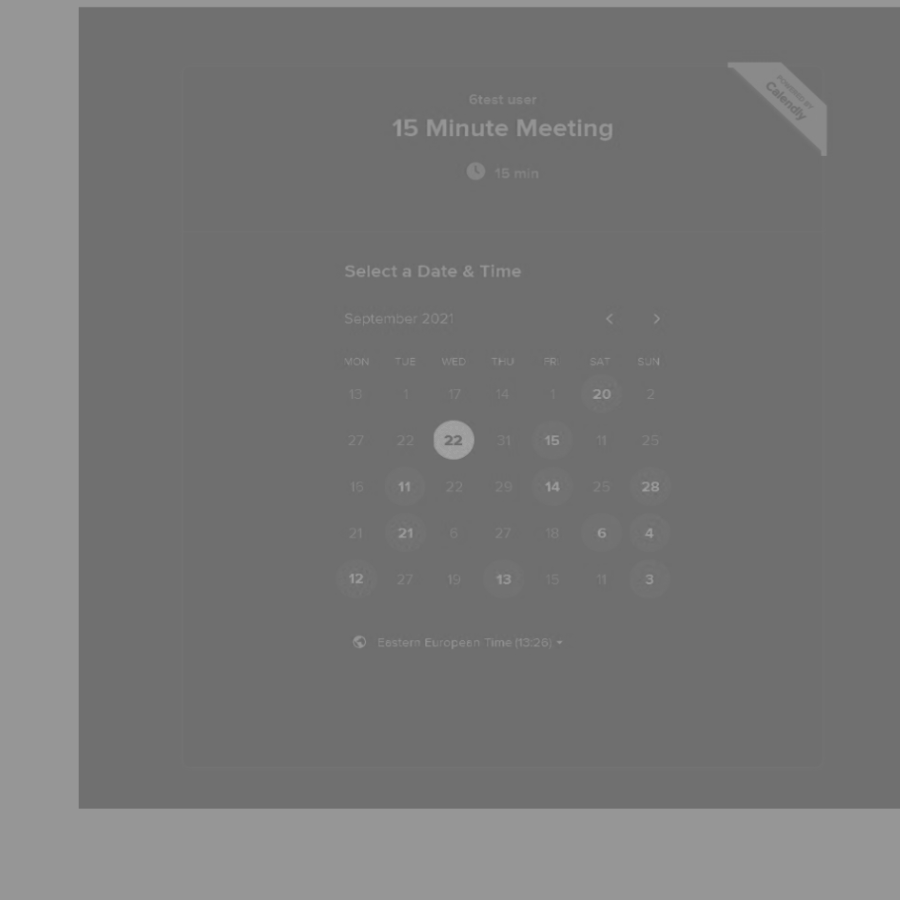 POWERED BY
Calendly
6test user
15 Minute Meeting
15 min
Select a Date & Time
September 2021
MON TUE WED THU FRI SAT SUN
13 1 17 14 1 20 2
27 22 22 31 15 11 25
15 11 22 29 14 25 28
21 21 6 27 18 6 4
12 27 19 13 15 11 3
Eastern European Time (13:26)